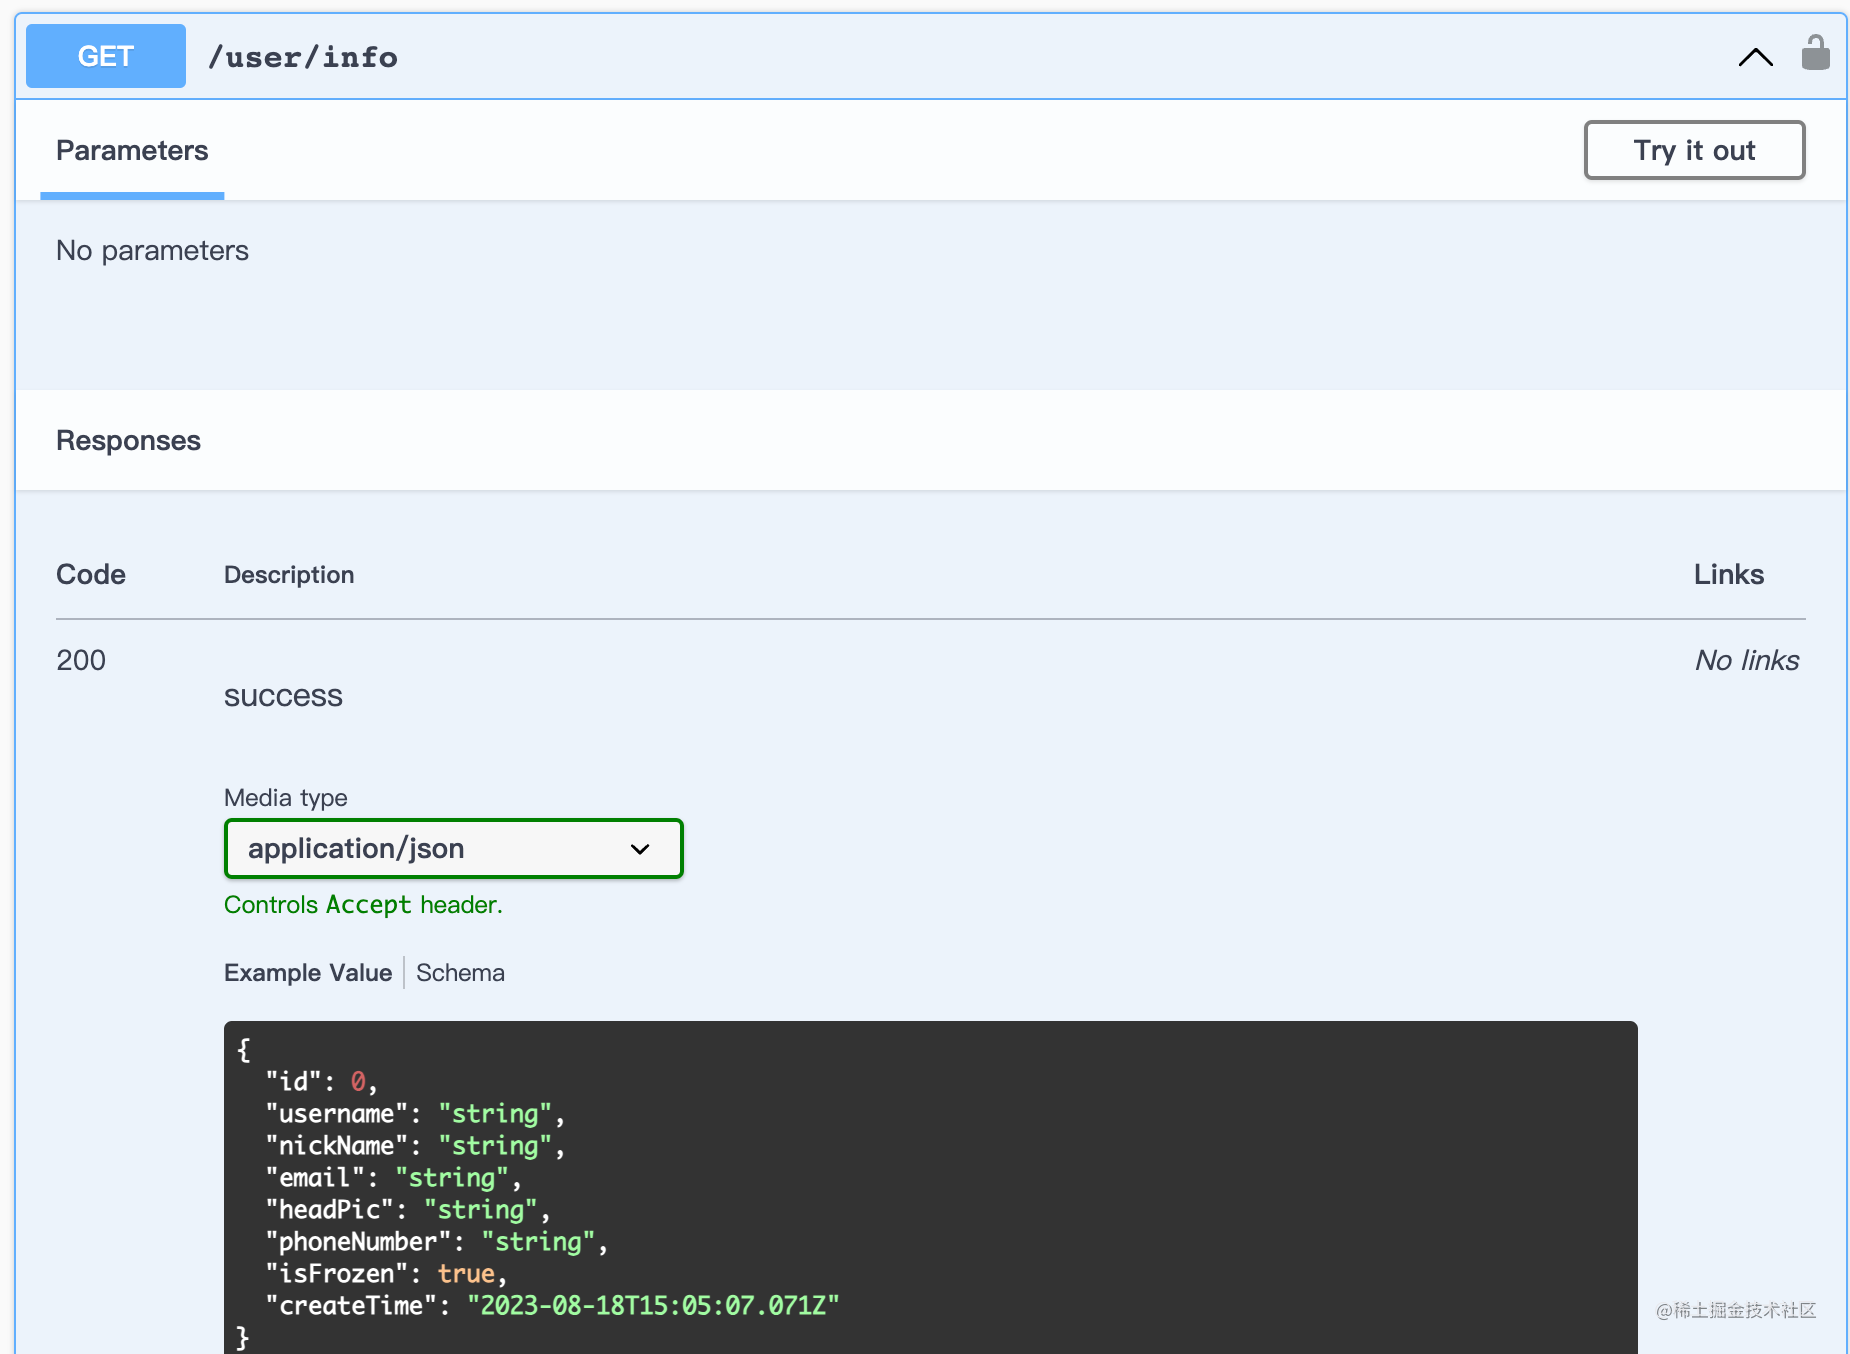 GET /user/info
Parameters
Try it out
No parameters
Responses
Code Description Links
200 No links
success
Media type
application/json
Controls Accept header.
Example Value Schema
{
  "id": 0,
  "username": "string",
  "nickName": "string",
  "email": "string",
  "headPic": "string",
  "phoneNumber": "string",
  "isFrozen": true,
  "createTime": "2023-08-18T15:05:07.071Z"
}
@稀土掘金技术社区